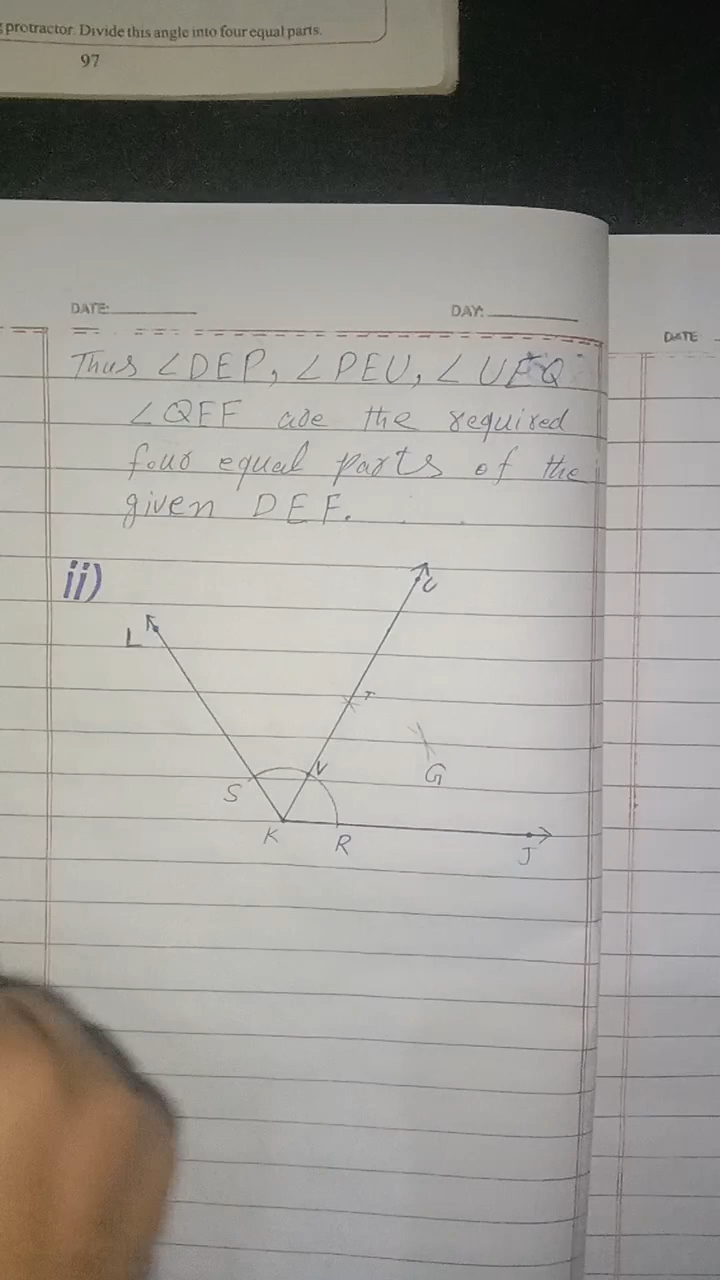 protractor. Divide this angle into four equal parts.
97
DATE:
DAY:
DATE
Thus ∠DEP, ∠PEU, ∠UEQ
∠QEF are the required
four equal parts of the
given DEF.
ii)
U
L
T
V
G
S
K
R
J